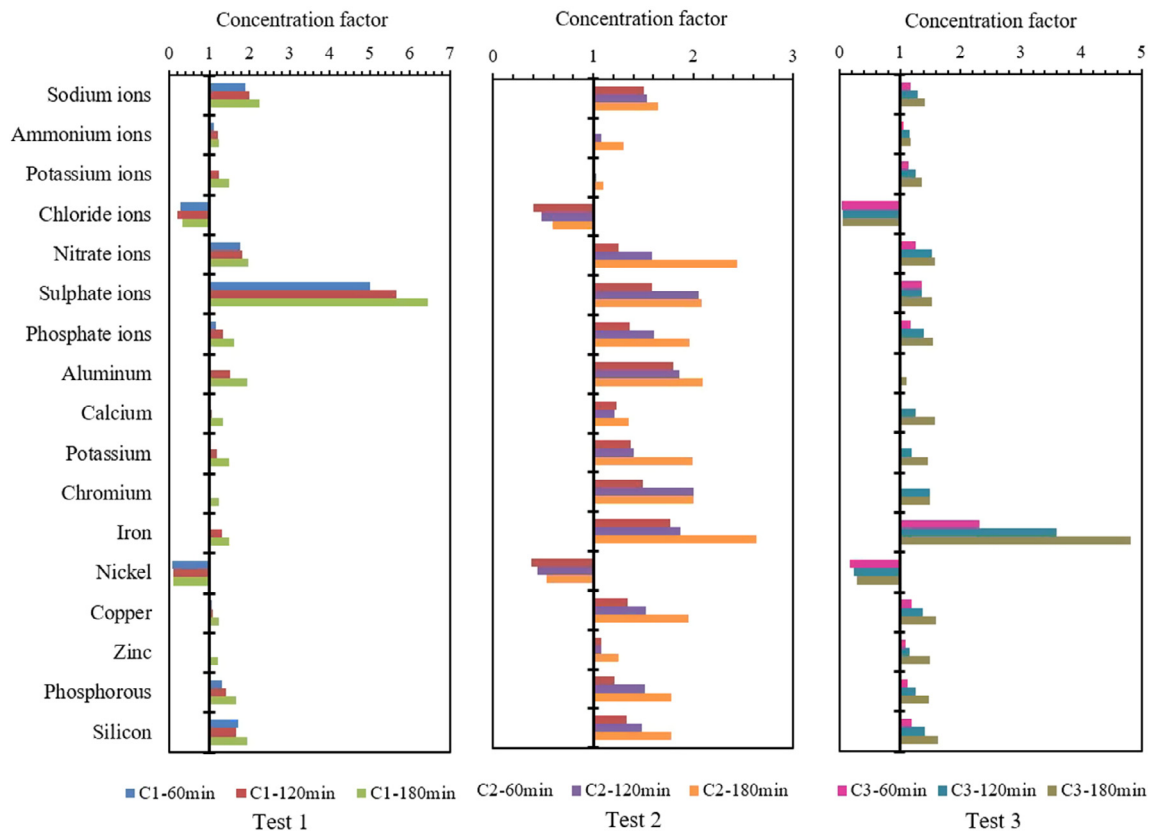 Concentration factor
0 1 2 3 4 5 6 7
Concentration factor
0 1 2 3
Concentration factor
0 1 2 3 4 5
Sodium ions
Ammonium ions
Potassium ions
Chloride ions
Nitrate ions
Sulphate ions
Phosphate ions
Aluminum
Calcium
Potassium
Chromium
Iron
Nickel
Copper
Zinc
Phosphorous
Silicon
C1-60min C1-120min C1-180min
Test 1
C2-60min C2-120min C2-180min
Test 2
C3-60min C3-120min C3-180min
Test 3